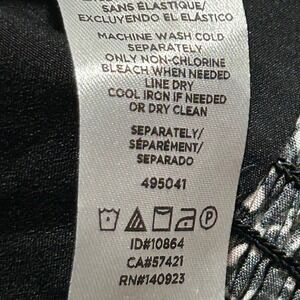 SANS ÉLASTIQUE/
EXCLUYENDO EL ELÁSTICO
MACHINE WASH COLD
SEPARATELY
ONLY NON-CHLORINE
BLEACH WHEN NEEDED
LINE DRY
COOL IRON IF NEEDED
OR DRY CLEAN
SEPARATELY/
SÉPARÉMENT/
SEPARADO
495041
P
ID#10864
CA#57421
RN#140923